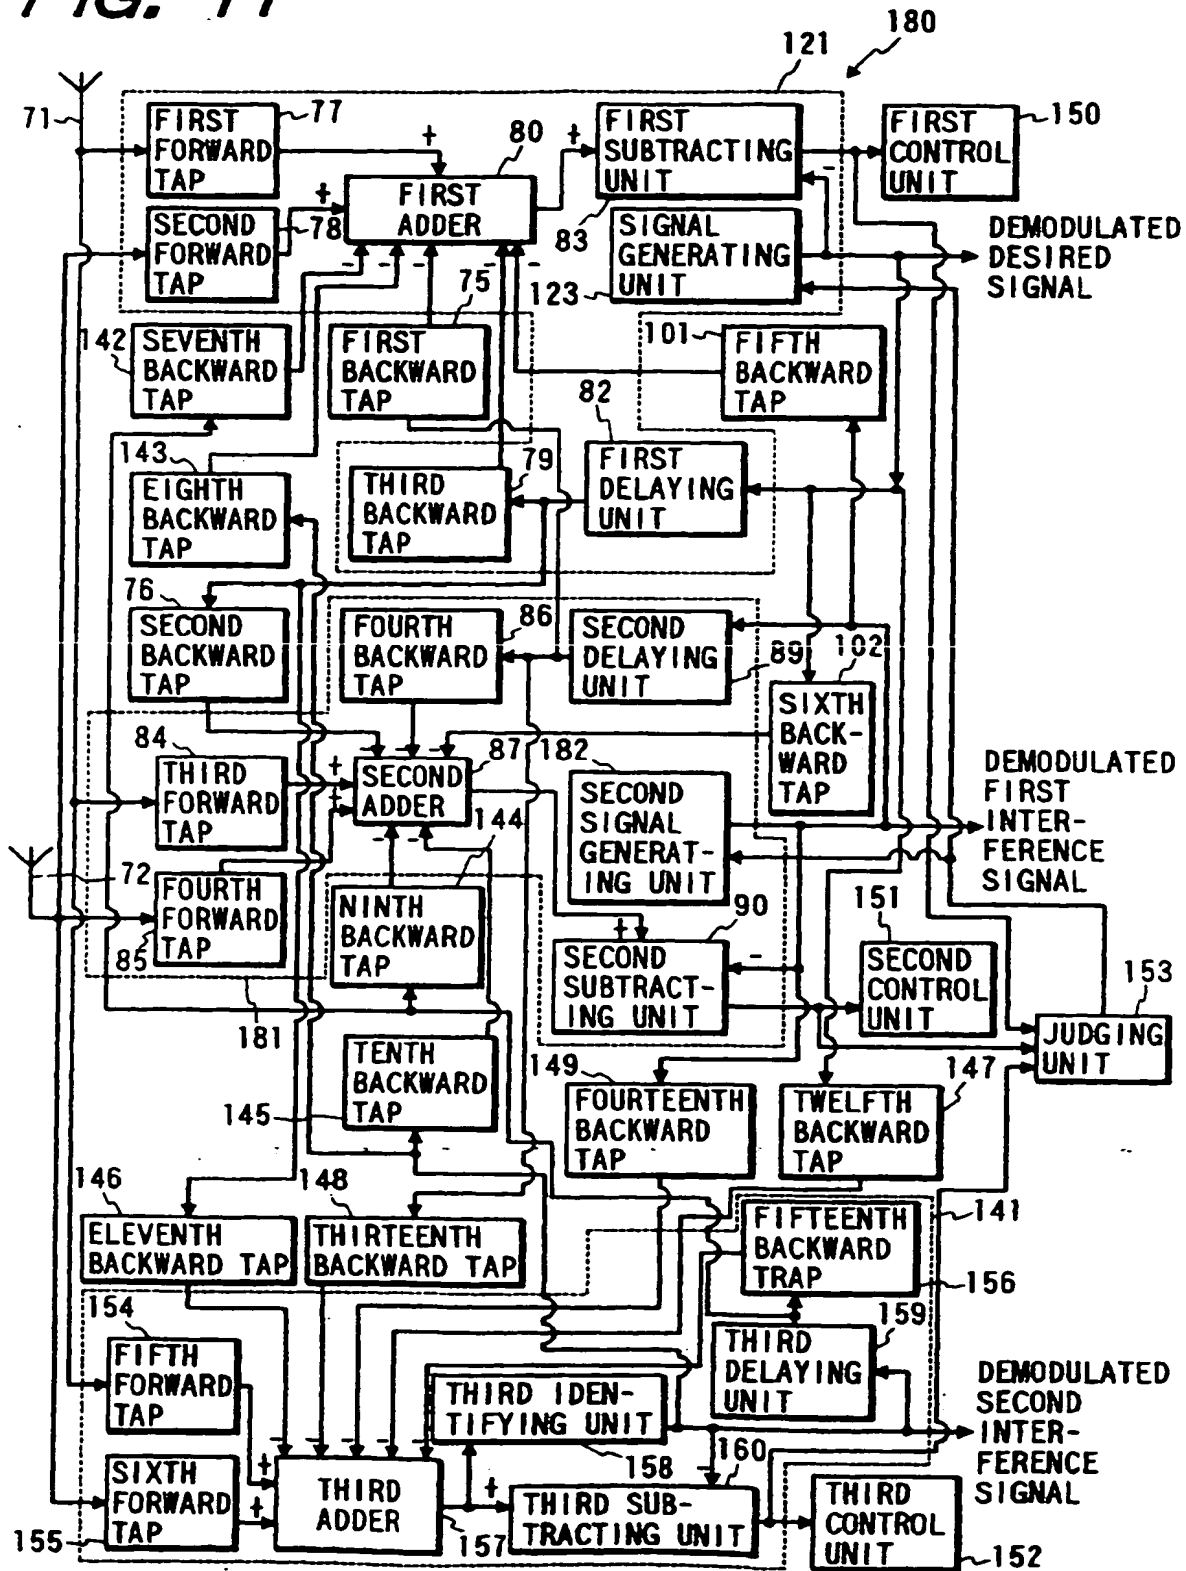 FIG. 11
180
121
71
77
FIRST
FORWARD
TAP
+
80
+
FIRST
SUBTRACTING
UNIT
FIRST
CONTROL
UNIT
150
-
+
FIRST
ADDER
83
SECOND
FORWARD
TAP
78
SIGNAL
GENERATING
UNIT
123
DEMODULATED
DESIRED
SIGNAL
- - - - -
75
142
SEVENTH
BACKWARD
TAP
FIRST
BACKWARD
TAP
101
FIFTH
BACKWARD
TAP
82
143
EIGHTH
BACKWARD
TAP
79
THIRD
BACKWARD
TAP
FIRST
DELAYING
UNIT
76
SECOND
BACKWARD
TAP
86
FOURTH
BACKWARD
TAP
SECOND
DELAYING
UNIT
89
102
SIXTH
BACK-
WARD
TAP
84
THIRD
FORWARD
TAP
- - -
+
+
SECOND
ADDER
87
- -
182
SECOND
SIGNAL
GENERAT-
ING UNIT
DEMODULATED
FIRST
INTER-
FERENCE
SIGNAL
144
72
FOURTH
FORWARD
TAP
85
NINTH
BACKWARD
TAP
90
+
-
SECOND
SUBTRACT-
ING UNIT
151
SECOND
CONTROL
UNIT
153
JUDGING
UNIT
181
TENTH
BACKWARD
TAP
145
149
FOURTEENTH
BACKWARD
TAP
147
TWELFTH
BACKWARD
TAP
146
ELEVENTH
BACKWARD TAP
148
THIRTEENTH
BACKWARD TAP
141
FIFTEENTH
BACKWARD
TRAP
156
154
FIFTH
FORWARD
TAP
159
THIRD
DELAYING
UNIT
THIRD IDEN-
TIFYING UNIT
158
DEMODULATED
SECOND
INTER-
FERENCE
SIGNAL
- - - - -
SIXTH
FORWARD
TAP
155
+
+
THIRD
ADDER
157
+
-
160
THIRD SUB-
TRACTING UNIT
THIRD
CONTROL
UNIT
152